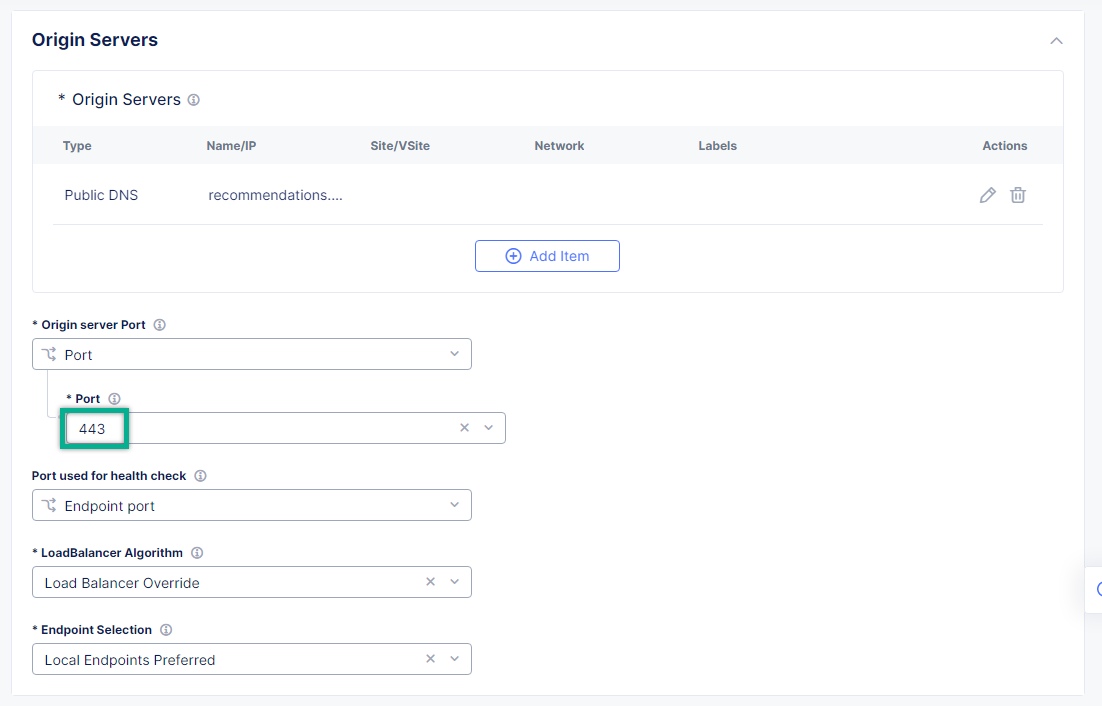 Origin Servers
* Origin Servers
Type Name/IP Site/VSite Network Labels Actions
Public DNS recommendations....
Add Item
* Origin server Port
Port
* Port
443
Port used for health check
Endpoint port
* LoadBalancer Algorithm
Load Balancer Override
* Endpoint Selection
Local Endpoints Preferred